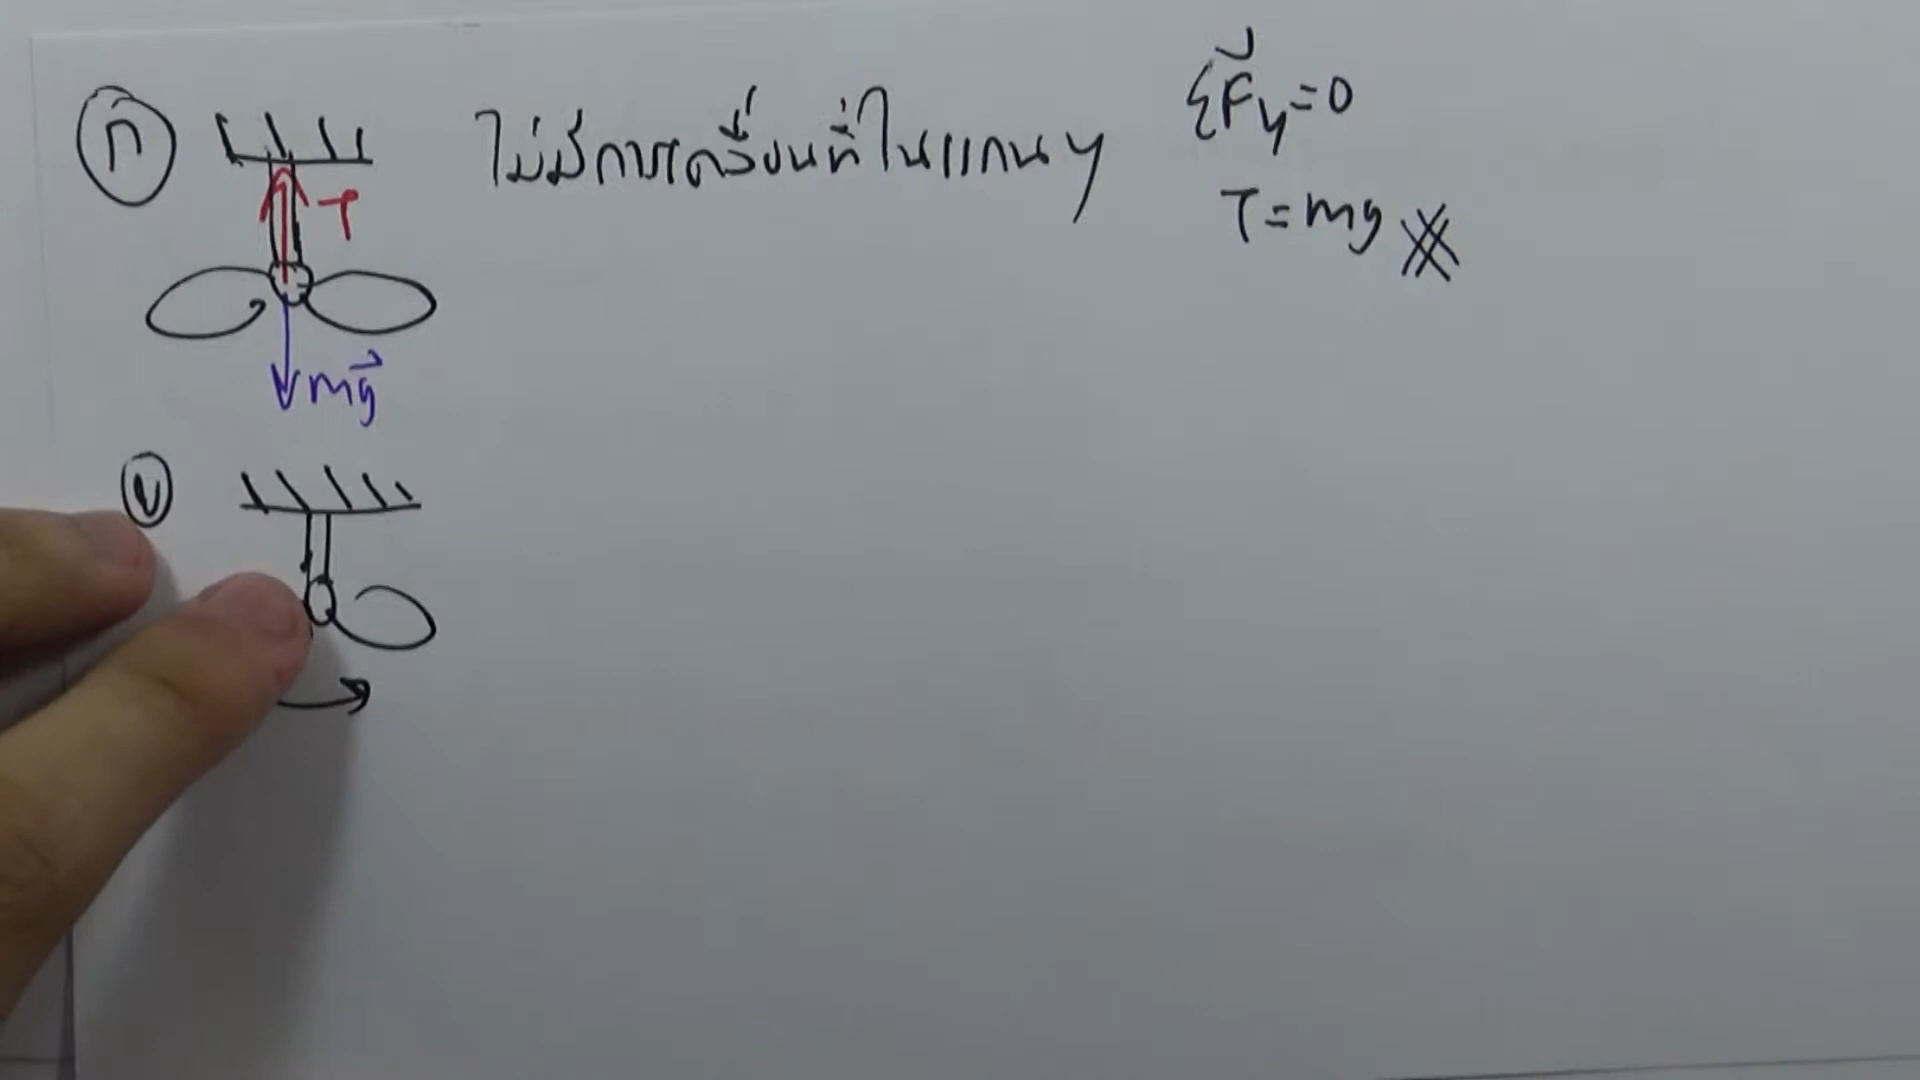 ก
ไม่มีการเคลื่อนที่ในแกน y
ΣF⃗y=0
T
T=mg
mg⃗
ข